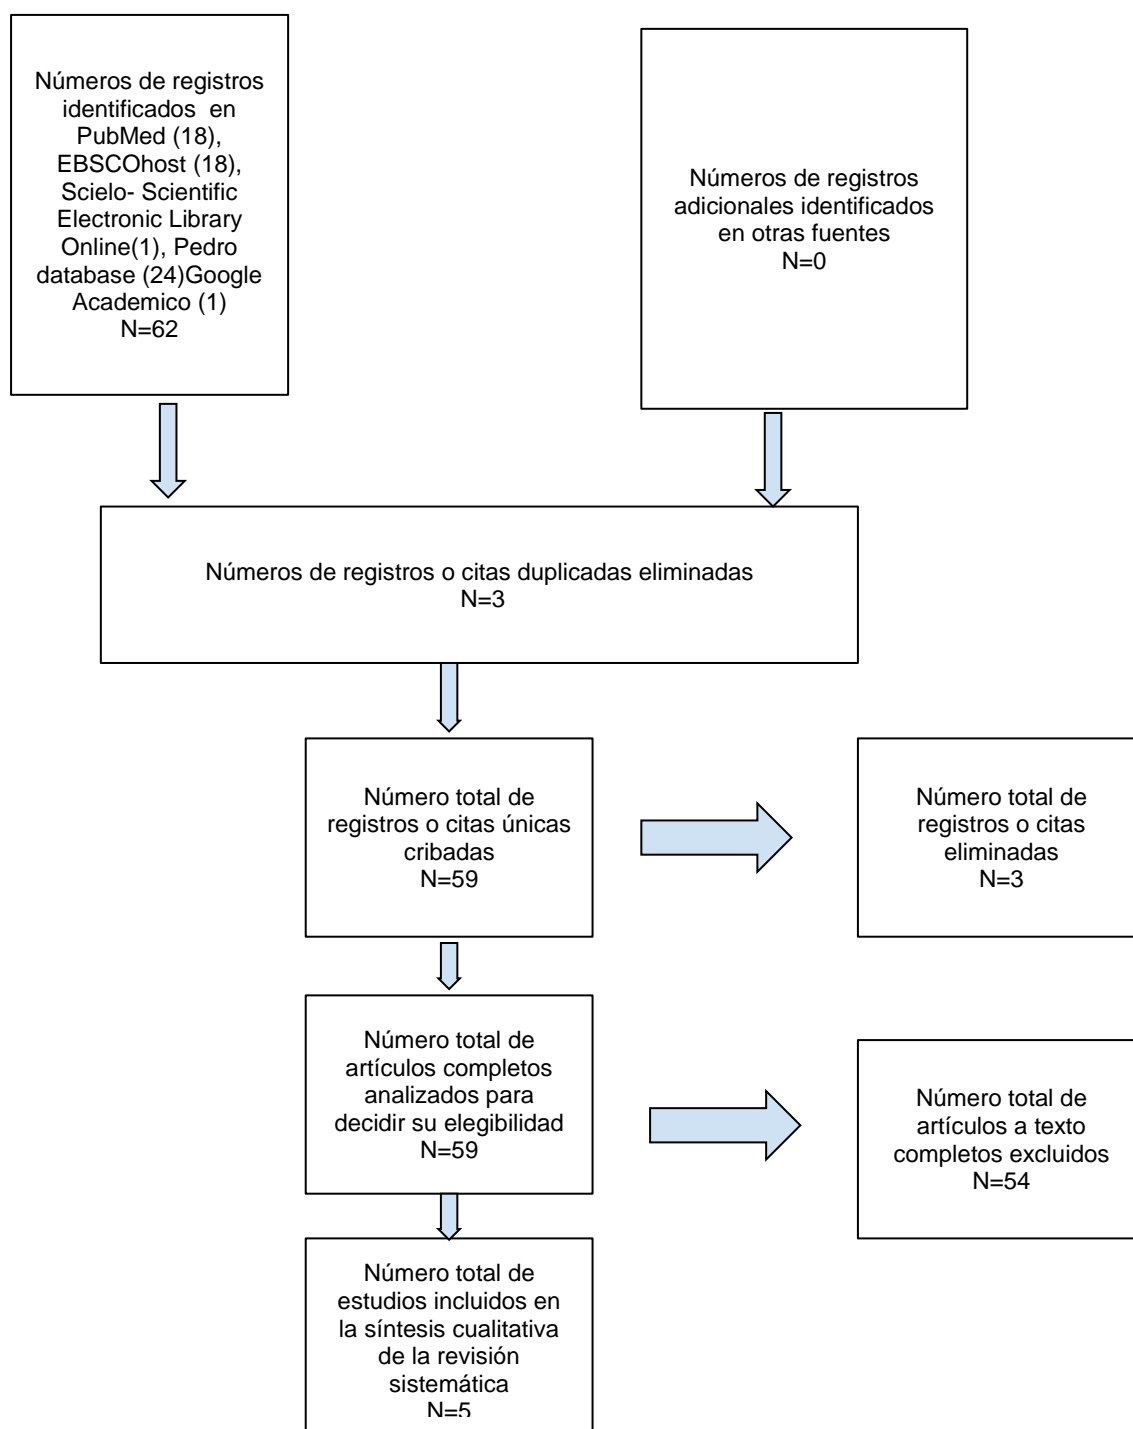 Números de registros
identificados en
PubMed (18),
EBSCOhost (18),
Scielo- Scientific
Electronic Library
Online(1), Pedro
database (24)Google
Academico (1)
N=62
Números de registros
adicionales identificados
en otras fuentes
N=0
Números de registros o citas duplicadas eliminadas
N=3
Número total de
registros o citas únicas
cribadas
N=59
Número total de
registros o citas
eliminadas
N=3
Número total de
artículos completos
analizados para
decidir su elegibilidad
N=59
Número total de
artículos a texto
completos excluidos
N=54
Número total de
estudios incluidos en
la síntesis cualitativa
de la revisión
sistemática
N=5